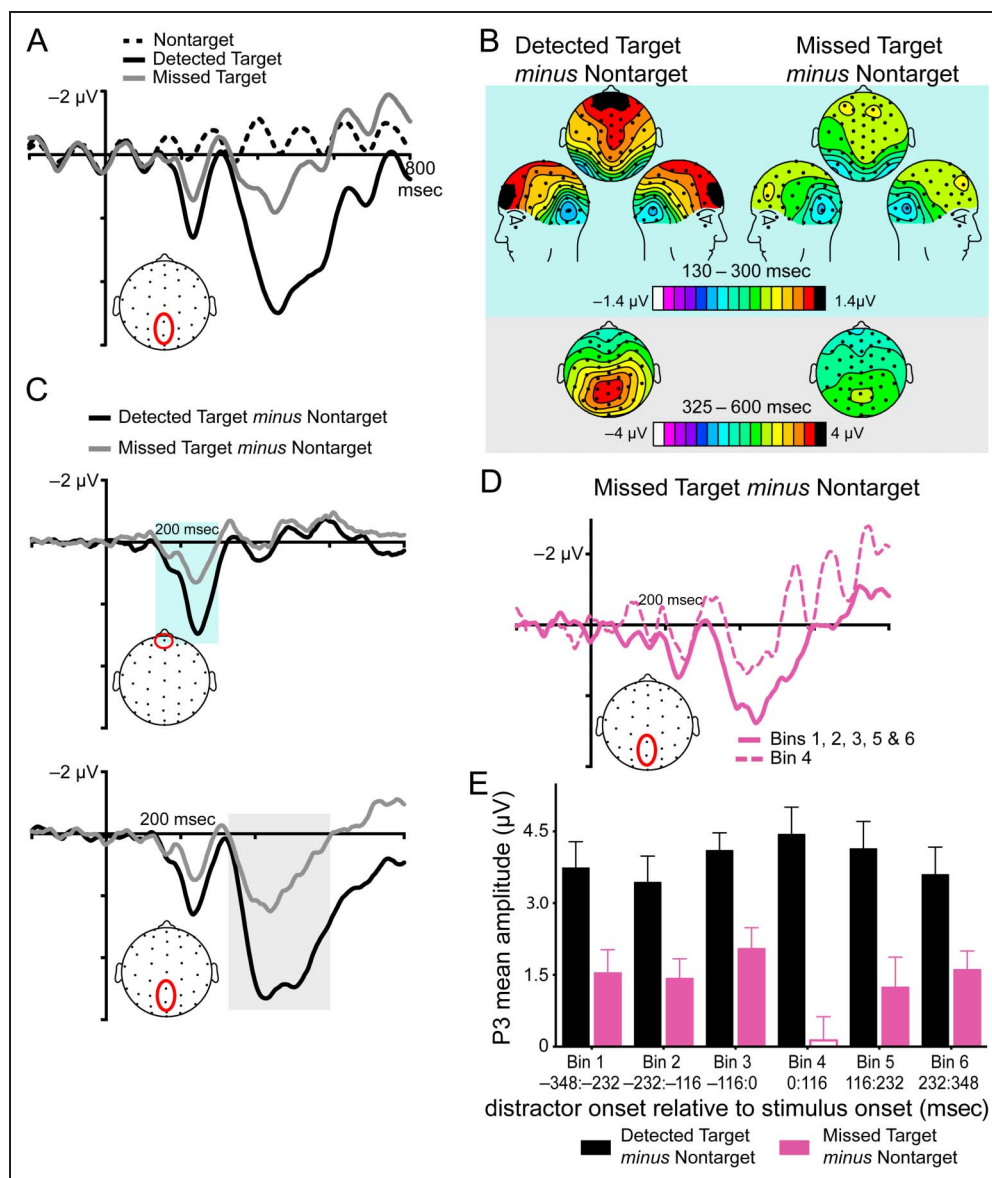 A
Nontarget
Detected Target
Missed Target
–2 µV
800
msec
B
Detected Target
minus Nontarget
Missed Target
minus Nontarget
130 – 300 msec
–1.4 µV
1.4µV
325 – 600 msec
–4 µV
4 µV
C
Detected Target minus Nontarget
Missed Target minus Nontarget
–2 µV
200 msec
–2 µV
200 msec
D
Missed Target minus Nontarget
–2 µV
200 msec
Bins 1, 2, 3, 5 & 6
Bin 4
E
P3 mean amplitude (µV)
4.5
3.0
1.5
0
Bin 1 Bin 2 Bin 3 Bin 4 Bin 5 Bin 6
–348:–232 –232:–116 –116:0 0:116 116:232 232:348
distractor onset relative to stimulus onset (msec)
Detected Target
minus Nontarget
Missed Target
minus Nontarget